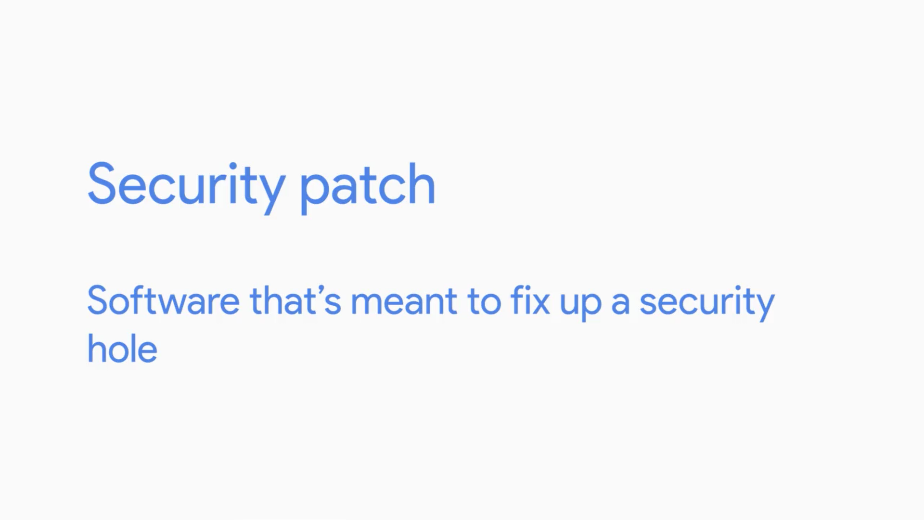 Security patch
Software that’s meant to fix up a security
hole